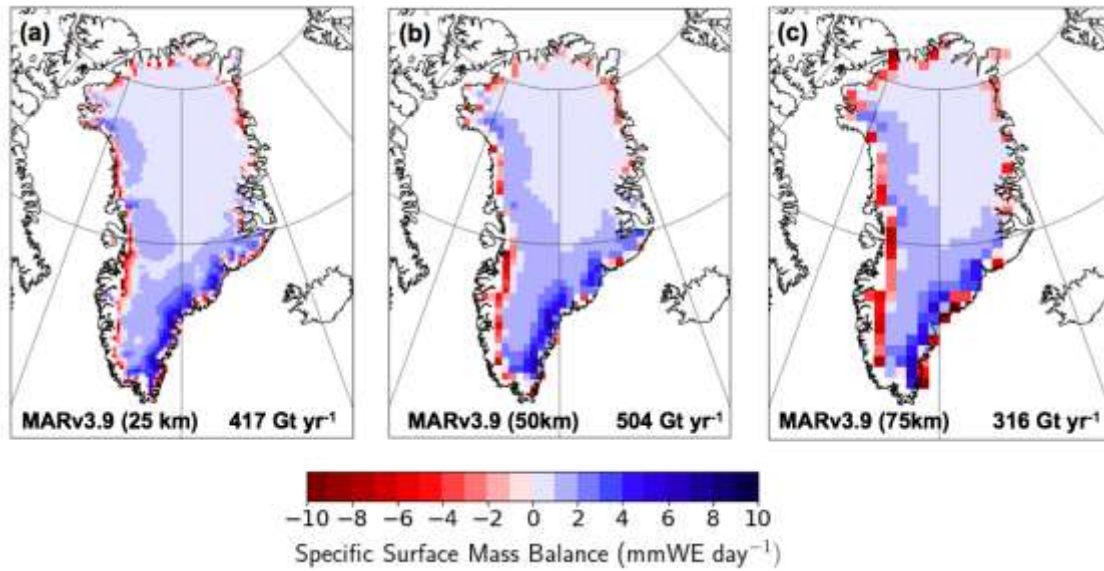 (a)
(b)
(c)
MARv3.9 (25 km) 417 Gt yr⁻¹
MARv3.9 (50km) 504 Gt yr⁻¹
MARv3.9 (75km) 316 Gt yr⁻¹
−10 −8 −6 −4 −2 0 2 4 6 8 10
Specific Surface Mass Balance (mmWE day⁻¹)